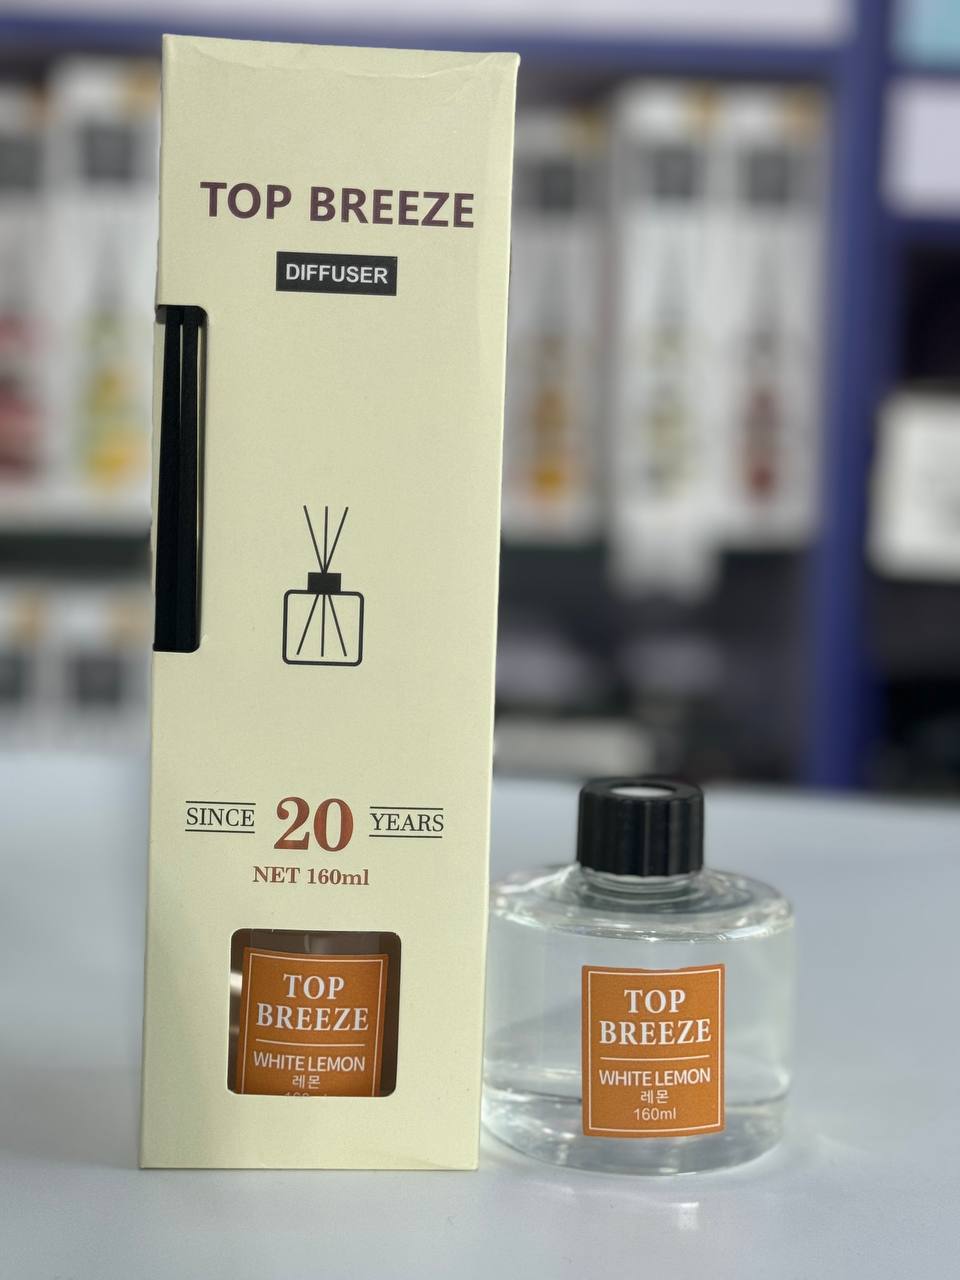 TOP BREEZE
DIFFUSER
SINCE 20 YEARS
NET 160ml
TOP
BREEZE
WHITE LEMON
레몬
TOP
BREEZE
WHITE LEMON
레몬
160ml